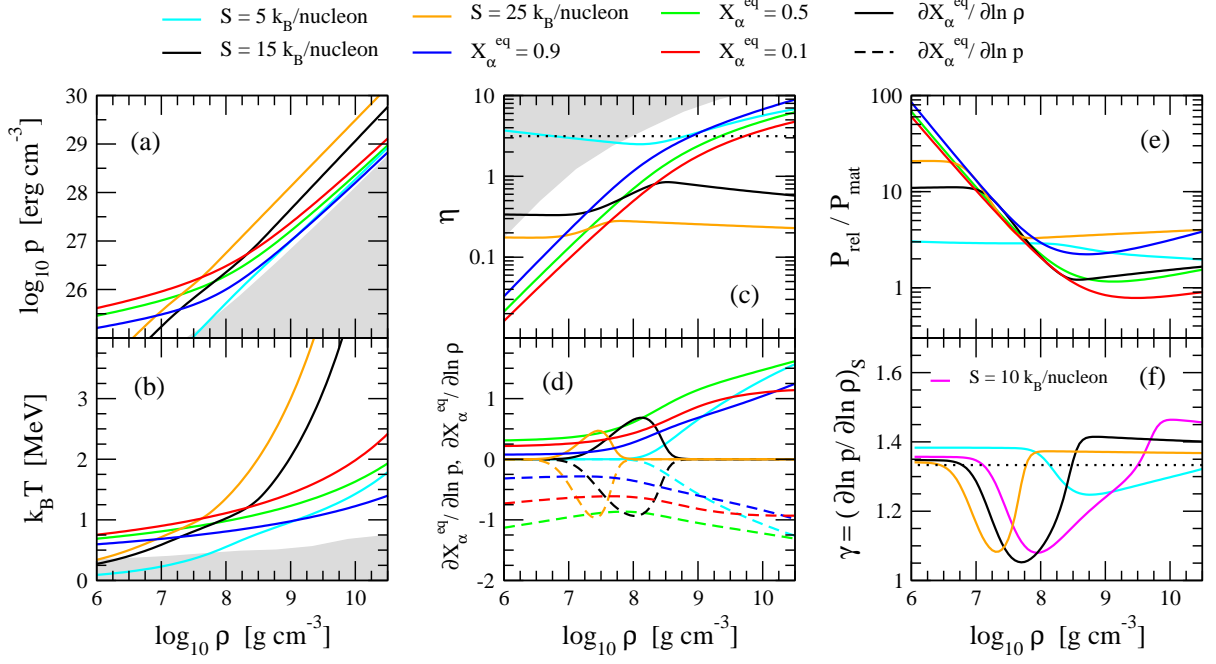 S = 5 k_B/nucleon
S = 25 k_B/nucleon
X_α^eq = 0.5
∂X_α^eq/ ∂ln ρ
S = 15 k_B/nucleon
X_α^eq = 0.9
X_α^eq = 0.1
∂X_α^eq/ ∂ln p
30
29
28
27
26
log₁₀ p [erg cm⁻³]
(a)
10
1
0.1
η
(c)
100
10
1
P_rel / P_mat
(e)
3
2
1
0
k_B T [MeV]
(b)
6 7 8 9 10
log₁₀ ρ [g cm⁻³]
1
0
-1
-2
∂X_α^eq/ ∂ln p, ∂X_α^eq/ ∂ln ρ
(d)
6 7 8 9 10
log₁₀ ρ [g cm⁻³]
1.6
1.4
1.2
1
γ = (∂ln p/ ∂ln ρ)_S
S = 10 k_B/nucleon
(f)
6 7 8 9 10
log₁₀ ρ [g cm⁻³]